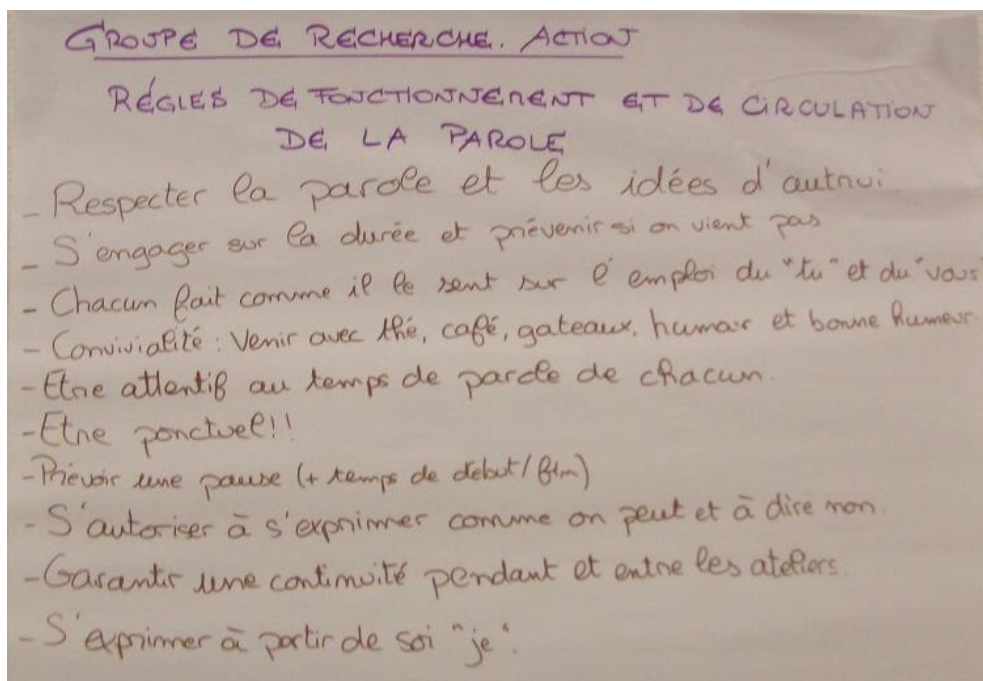 GROUPE DE RECHERCHE. ACTION
RÉGLES DE FONCTIONNEMENT ET DE CIRCULATION
DE LA PAROLE
- Respecter la parole et les idées d'autrui.
- S'engager sur la durée et prévenir si on vient pas
- Chacun fait comme il le sent sur l'emploi du "tu" et du "vous"
- Convivialité : Venir avec thé, café, gateaux, humour et bonne humeur.
- Etre attentif au temps de parole de chacun.
- Etre ponctuel!!
- Prévoir une pause (+ temps de début/fin)
- S'autoriser à s'exprimer comme on peut et à dire non.
- Garantir une continuité pendant et entre les ateliers.
- S'exprimer à partir de soi "je".